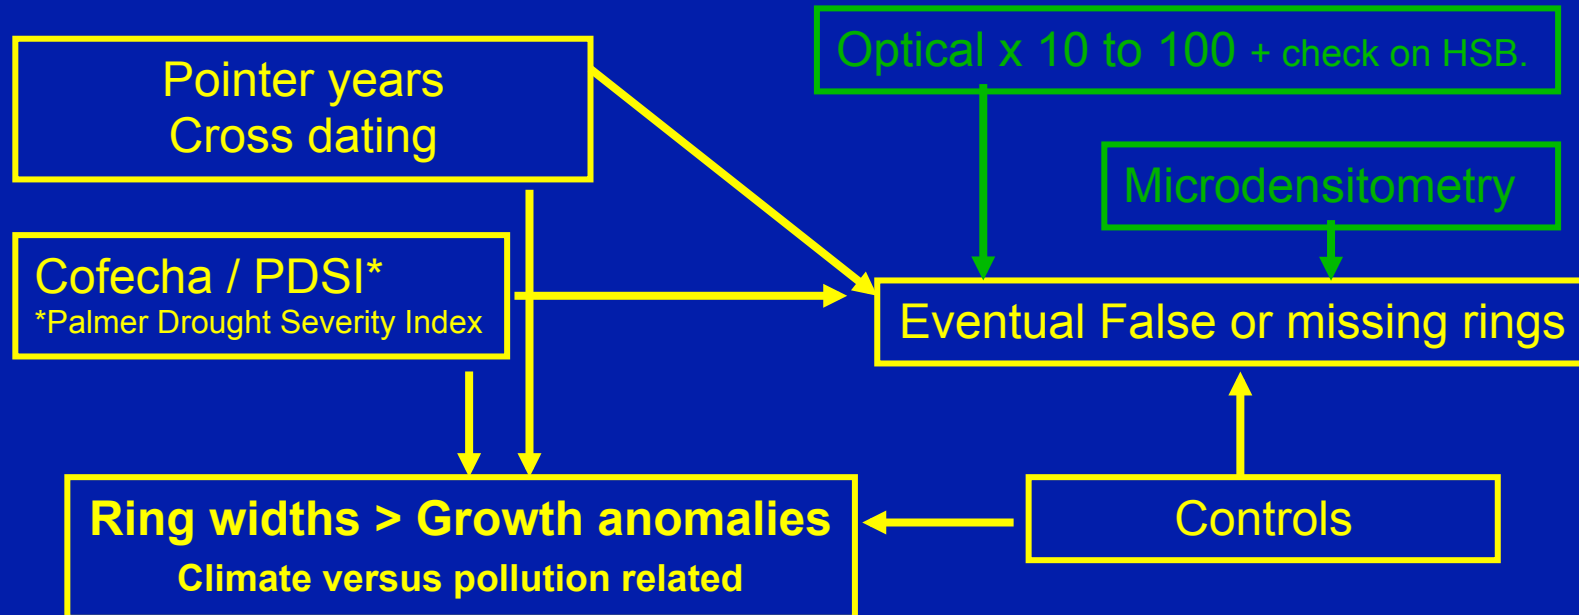 Pointer years
Cross dating
Optical x 10 to 100 + check on HSB.
Microdensitometry
Cofecha / PDSI*
*Palmer Drought Severity Index
Eventual False or missing rings
Ring widths > Growth anomalies
Climate versus pollution related
Controls